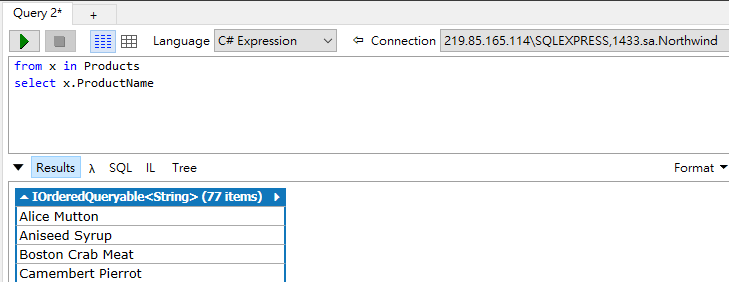 Query 2* +
Language C# Expression Connection 219.85.165.114\SQLEXPRESS,1433.sa.Northwind
from x in Products
select x.ProductName
Results λ SQL IL Tree Format
IOrderedQueryable<String> (77 items)
Alice Mutton
Aniseed Syrup
Boston Crab Meat
Camembert Pierrot